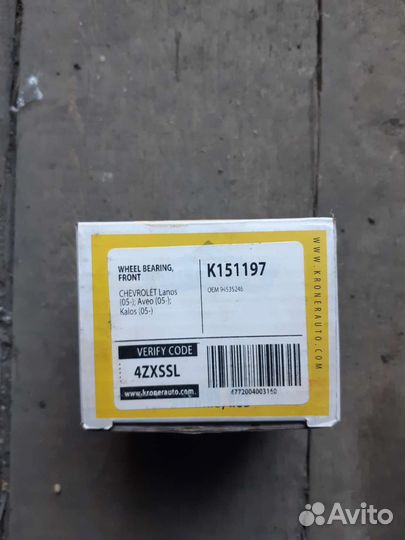 WHEEL BEARING,
FRONT
CHEVROLET Lanos
(05-); Aveo (05-);
Kalos (05-)
K151197
OEM 94535246
VERIFY CODE
4ZXSSL
www.kronerauto.com
4772004003160
WWW.KRONERAUTO.COM
Avito